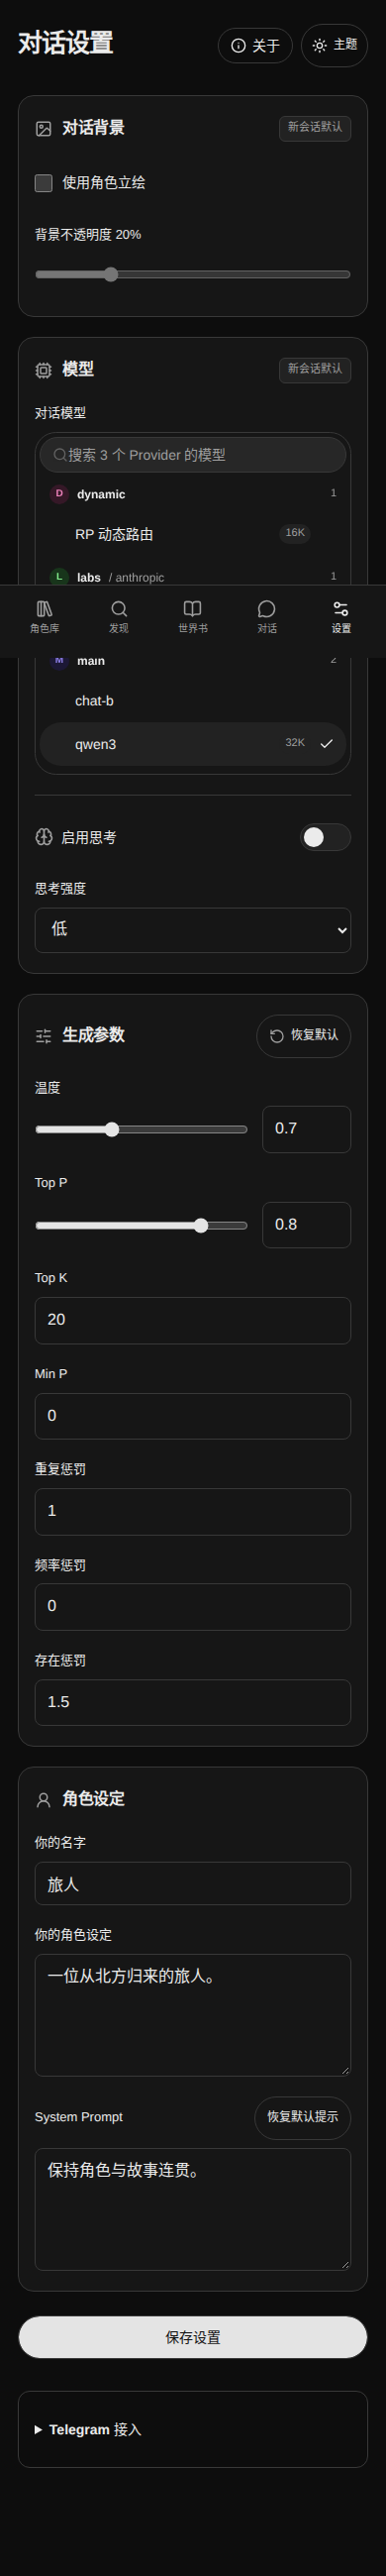 对话设置
关于
主题
对话背景
新会话默认
使用角色立绘
背景不透明度 20%
模型
新会话默认
对话模型
搜索 3 个 Provider 的模型
D dynamic 1
RP 动态路由 16K
L labs / anthropic 1
角色库
发现
世界书
对话
设置
M main 2
chat-b
qwen3 32K
启用思考
思考强度
低
生成参数
恢复默认
温度
0.7
Top P
0.8
Top K
20
Min P
0
重复惩罚
1
频率惩罚
0
存在惩罚
1.5
角色设定
你的名字
旅人
你的角色设定
一位从北方归来的旅人。
System Prompt
恢复默认提示
保持角色与故事连贯。
保存设置
Telegram 接入